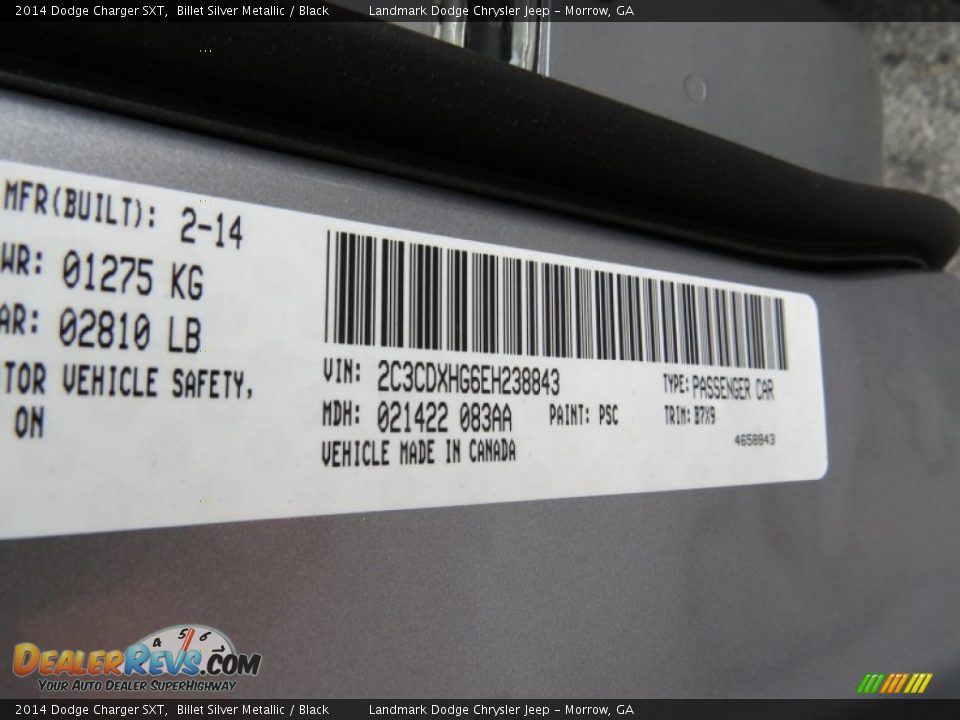 2014 Dodge Charger SXT,  Billet Silver Metallic / Black          Landmark Dodge Chrysler Jeep - Morrow, GA
MFR(BUILT): 2-14
WR: 01275 KG
AR: 02810 LB
TOR VEHICLE SAFETY,
ON
VIN: 2C3CDXHG6EH238843
TYPE: PASSENGER CAR
MDH: 021422 083AA
PAINT: PSC
TRIM: B7X9
VEHICLE MADE IN CANADA
4658843
4 5 6
DEALERREVS.COM
YOUR AUTO DEALER SUPERHIGHWAY
2014 Dodge Charger SXT,  Billet Silver Metallic / Black          Landmark Dodge Chrysler Jeep - Morrow, GA